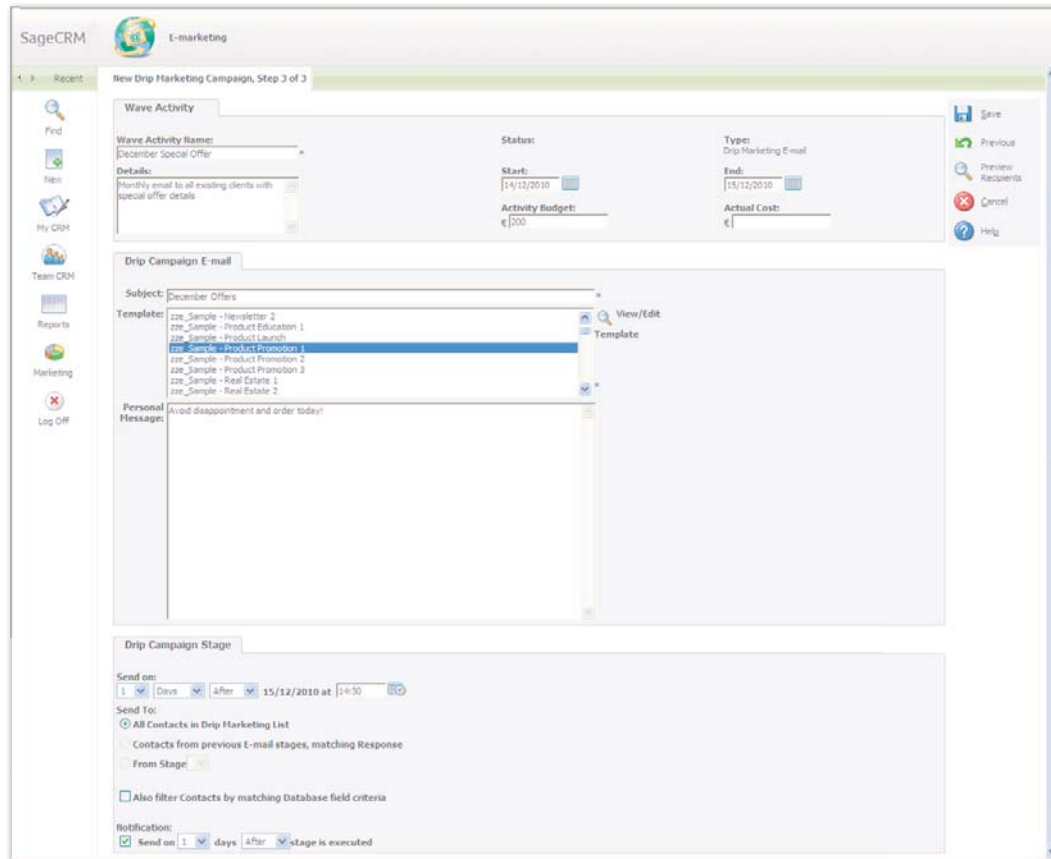 SageCRM
E-marketing
Recent
New Drip Marketing Campaign, Step 3 of 3
Find
New
My CRM
Team CRM
Reports
Marketing
Log Off
Wave Activity
Wave Activity Name:
December Special Offer
Status:
Type:
Drip Marketing E-mail
Details:
Monthly email to all existing clients with
special offer details
Start:
14/12/2010
End:
15/12/2010
Activity Budget:
€ 200
Actual Cost:
€
Save
Previous
Preview
Recipients
Cancel
Help
Drip Campaign E-mail
Subject: December Offers
Template:
zze_Sample - Newsletter 2
zze_Sample - Product Education 1
zze_Sample - Product Launch
zze_Sample - Product Promotion 1
zze_Sample - Product Promotion 2
zze_Sample - Product Promotion 3
zze_Sample - Real Estate 1
zze_Sample - Real Estate 2
View/Edit
Template
Personal
Message:
Avoid disappointment and order today!
Drip Campaign Stage
Send on:
1 Days After 15/12/2010 at 14:30
Send To:
All Contacts in Drip Marketing List
Contacts from previous E-mail stages, matching Response
From Stage
Also filter Contacts by matching Database field criteria
Notification:
Send on 1 days After stage is executed